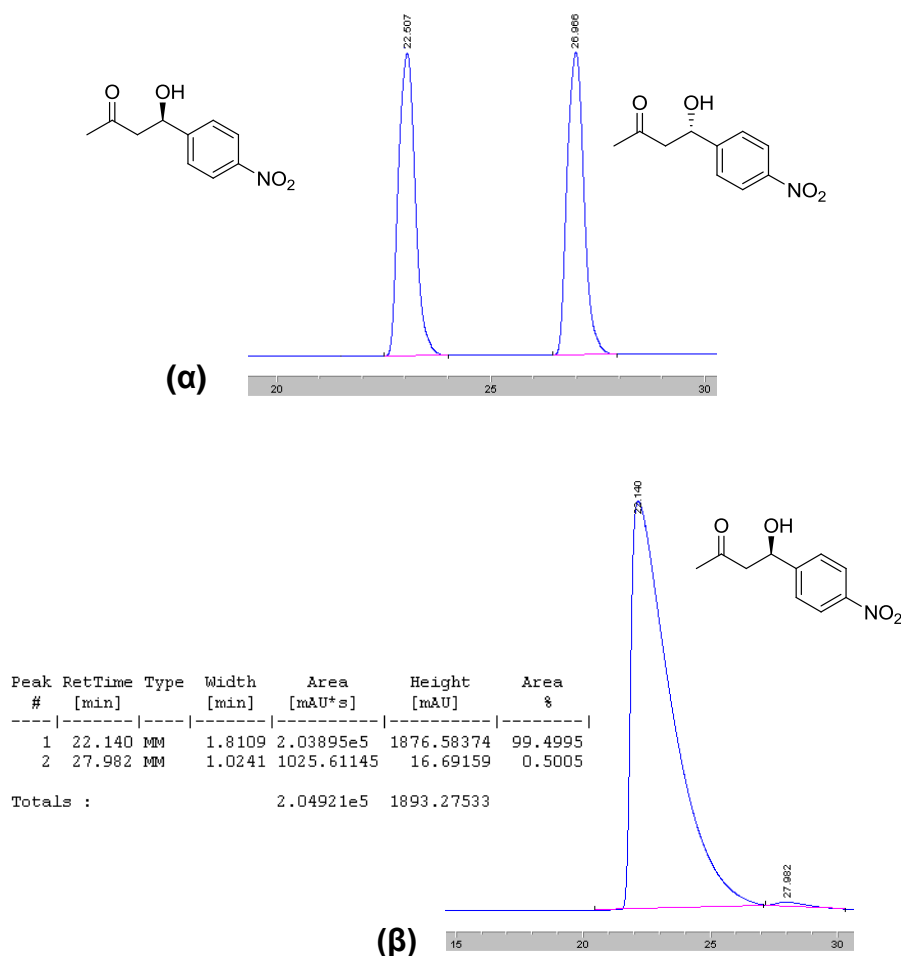 22.507
26.966
O
OH
NO2
O
OH
NO2
20 25 30
(α)
22.140
O
OH
NO2
Peak RetTime Type Width Area Height Area
# [min] [min] [mAU*s] [mAU] %
----|-------|----|-------|----------|----------|--------|
1 22.140 MM 1.8109 2.03895e5 1876.58374 99.4995
2 27.982 MM 1.0241 1025.61145 16.69159 0.5005
Totals : 2.04921e5 1893.27533
27.982
15 20 25 30
(β)